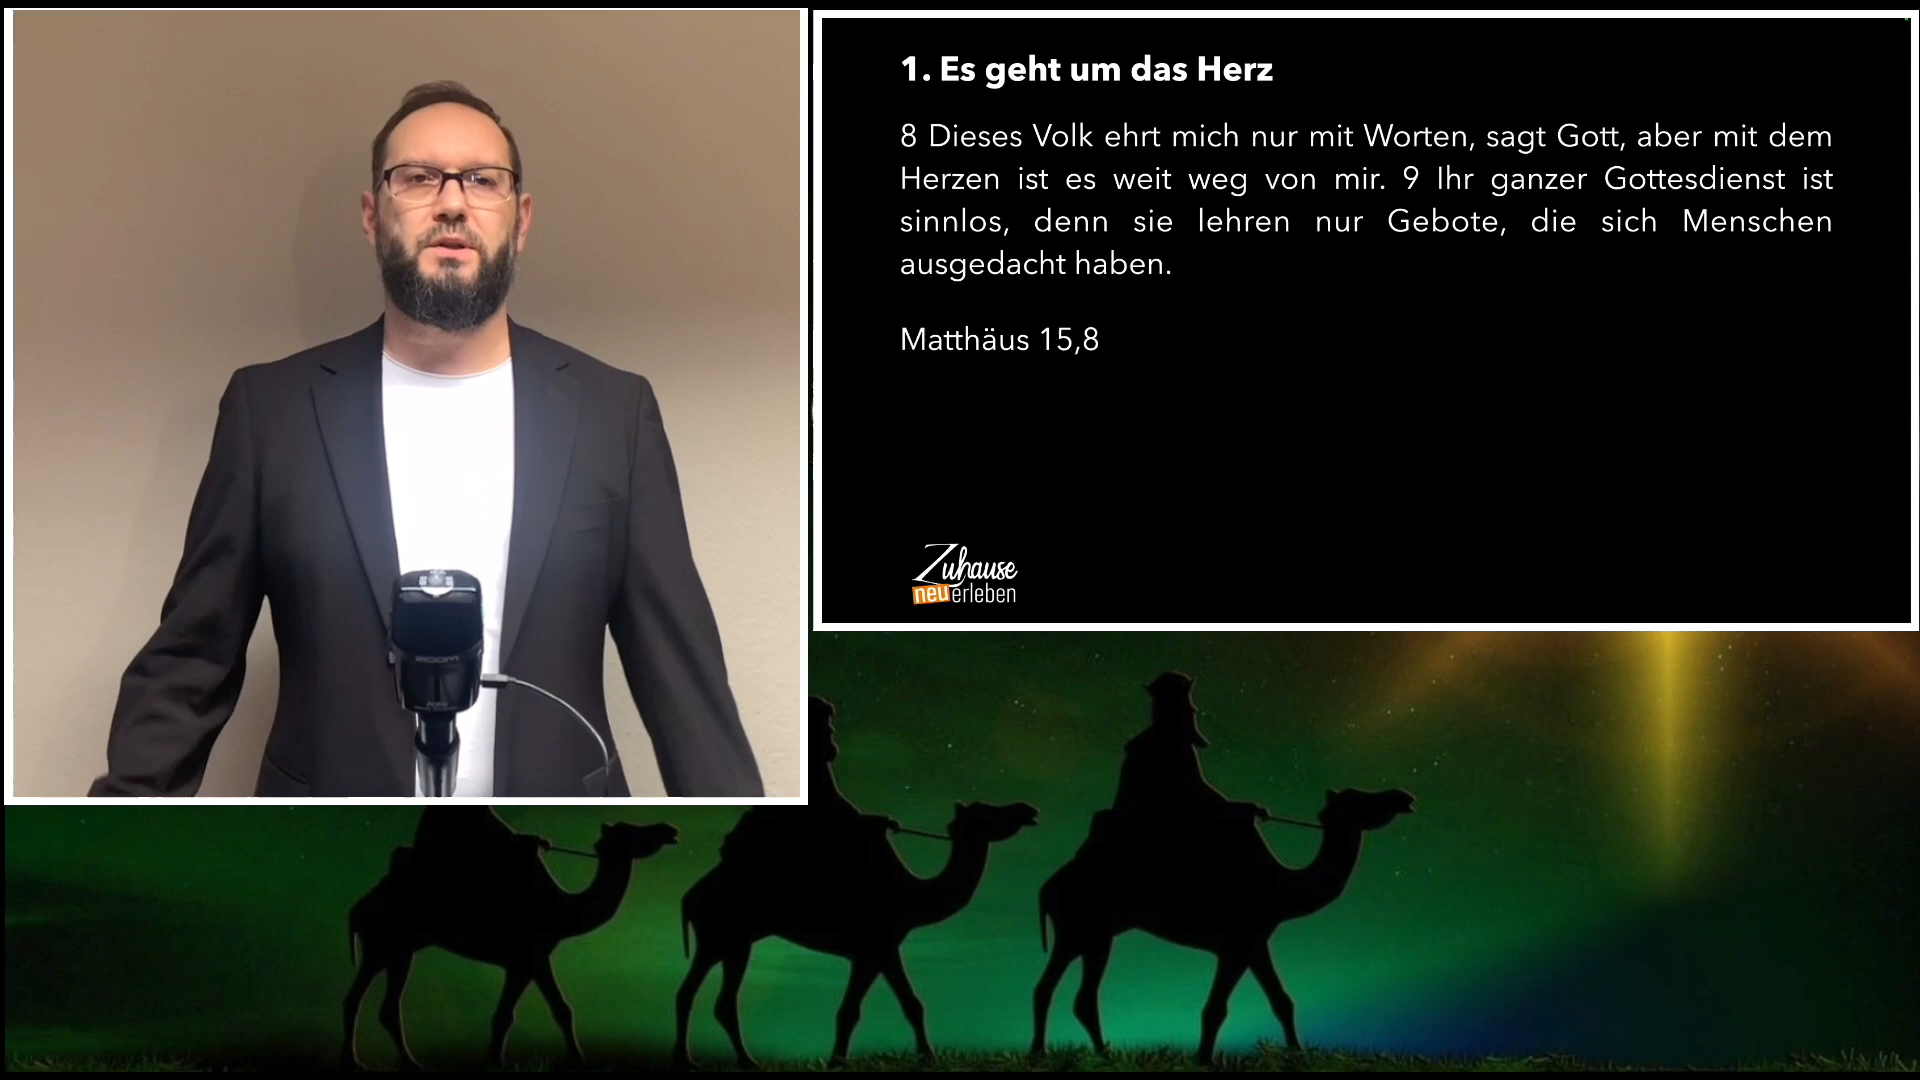 1. Es geht um das Herz
8 Dieses Volk ehrt mich nur mit Worten, sagt Gott, aber mit dem
Herzen ist es weit weg von mir. 9 Ihr ganzer Gottesdienst ist
sinnlos, denn sie lehren nur Gebote, die sich Menschen
ausgedacht haben.
Matthäus 15,8
Zuhause
neu erleben
zoom